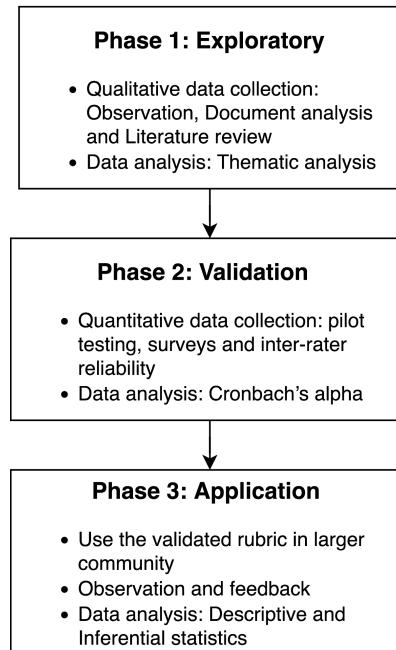 Phase 1: Exploratory
• Qualitative data collection:
Observation, Document analysis
and Literature review
• Data analysis: Thematic analysis
Phase 2: Validation
• Quantitative data collection: pilot
testing, surveys and inter-rater
reliability
• Data analysis: Cronbach’s alpha
Phase 3: Application
• Use the validated rubric in larger
community
• Observation and feedback
• Data analysis: Descriptive and
Inferential statistics